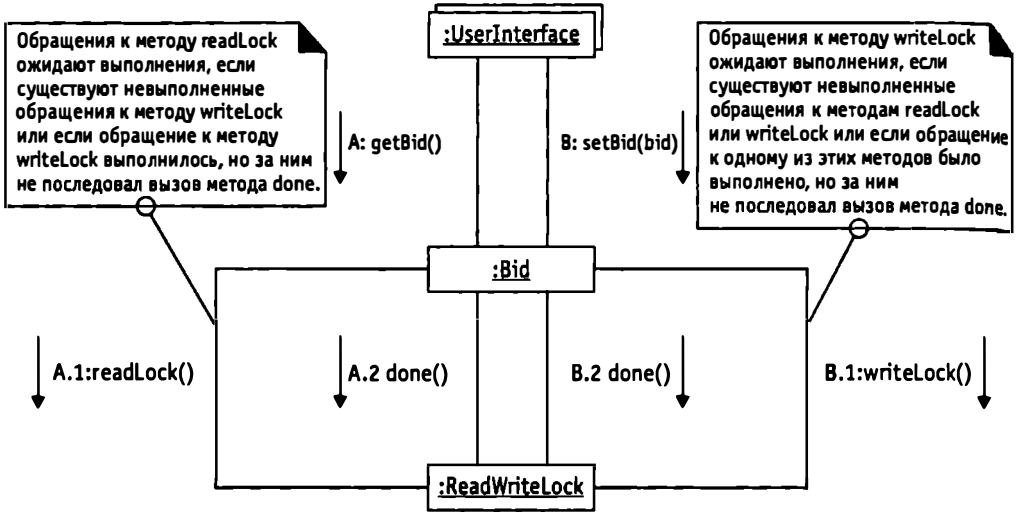 Обращения к методу readLock
ожидают выполнения, если
существуют невыполненные
обращения к методу writeLock
или если обращение к методу
writeLock выполнилось, но за ним
не последовал вызов метода done.
:UserInterface
Обращения к методу writeLock
ожидают выполнения, если
существуют невыполненные
обращения к методам readLock
или writeLock или если обращение
к одному из этих методов было
выполнено, но за ним
не последовал вызов метода done.
A: getBid()
B: setBid(bid)
:Bid
A.1:readLock()
A.2 done()
B.2 done()
B.1:writeLock()
:ReadWriteLock